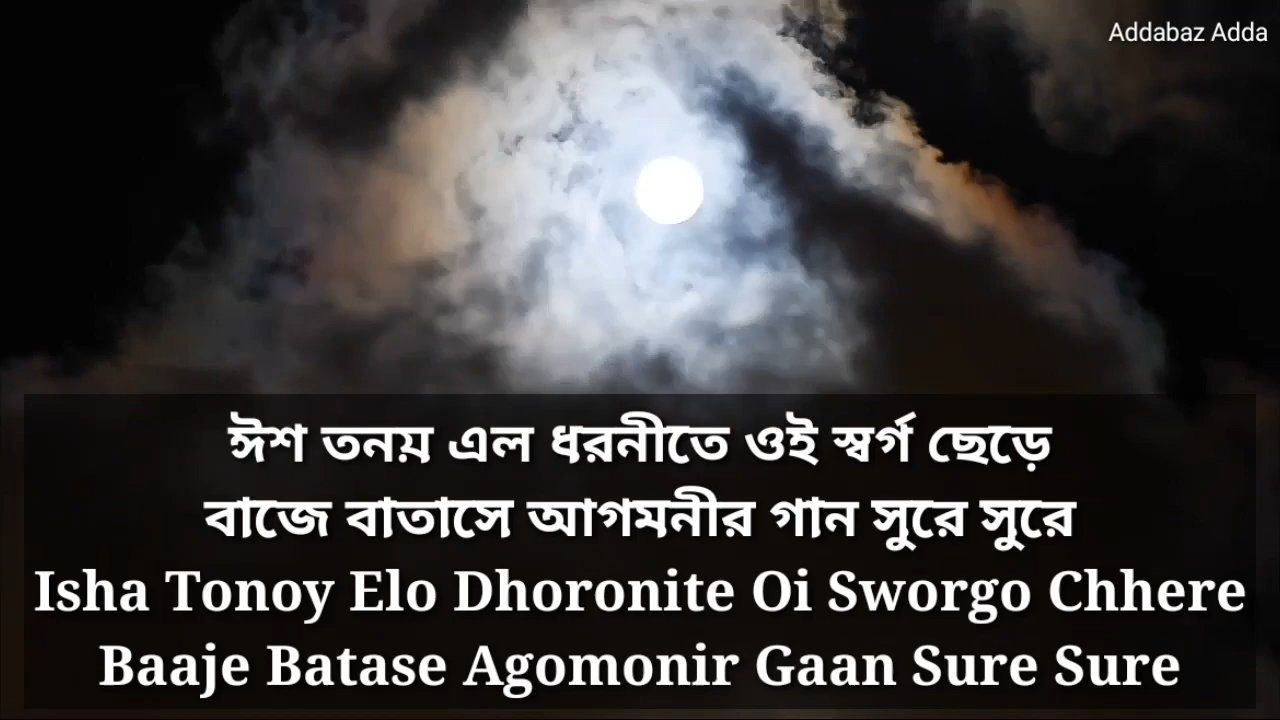 Addabaz Adda
ঈশ তনয় এল ধরনীতে ওই স্বর্গ ছেড়ে
বাজে বাতাসে আগমনীর গান সুরে সুরে
Isha Tonoy Elo Dhoronite Oi Sworgo Chhere
Baaje Batase Agomonir Gaan Sure Sure